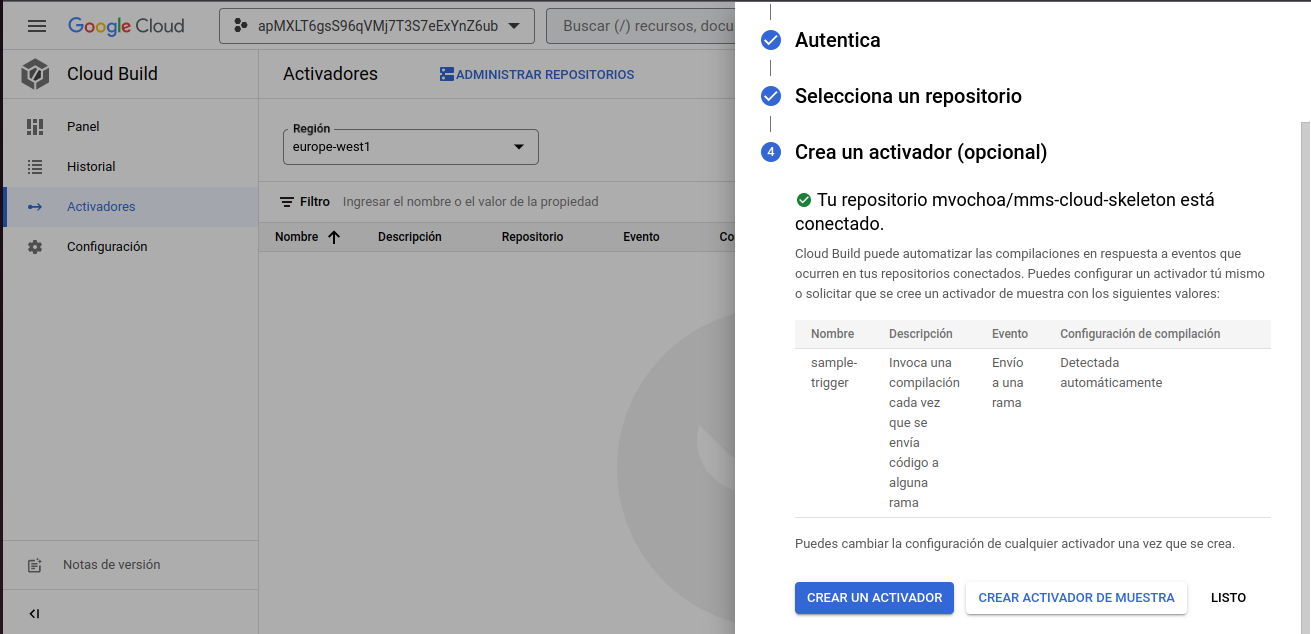 Google Cloud
apMXLT6gsS96qVMj7T3S7eExYnZ6ub
Buscar (/) recursos, docu
Cloud Build
Activadores
ADMINISTRAR REPOSITORIOS
Panel
Historial
Activadores
Configuración
Notas de versión
Región
europe-west1
Filtro Ingresar el nombre o el valor de la propiedad
Nombre Descripción Repositorio Evento Co
Autentica
Selecciona un repositorio
4 Crea un activador (opcional)
Tu repositorio mvochoa/mms-cloud-skeleton está
conectado.
Cloud Build puede automatizar las compilaciones en respuesta a eventos que
ocurren en tus repositorios conectados. Puedes configurar un activador tú mismo
o solicitar que se cree un activador de muestra con los siguientes valores:
Nombre Descripción Evento Configuración de compilación
sample- Invoca una Envío Detectada
trigger compilación a una automáticamente
cada vez rama
que se
envía
código a
alguna
rama
Puedes cambiar la configuración de cualquier activador una vez que se crea.
CREAR UN ACTIVADOR CREAR ACTIVADOR DE MUESTRA LISTO